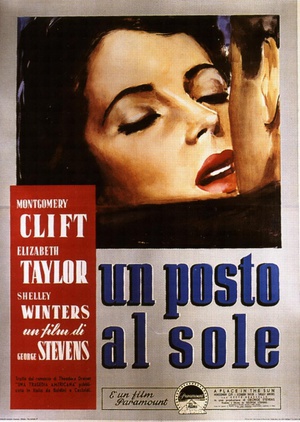 MONTGOMERY
CLIFT
ELIZABETH
TAYLOR
SHELLEY
WINTERS
un film di
GEORGE STEVENS
un posto
al sole
È un film
Paramount
Paramount
A PLACE IN THE SUN